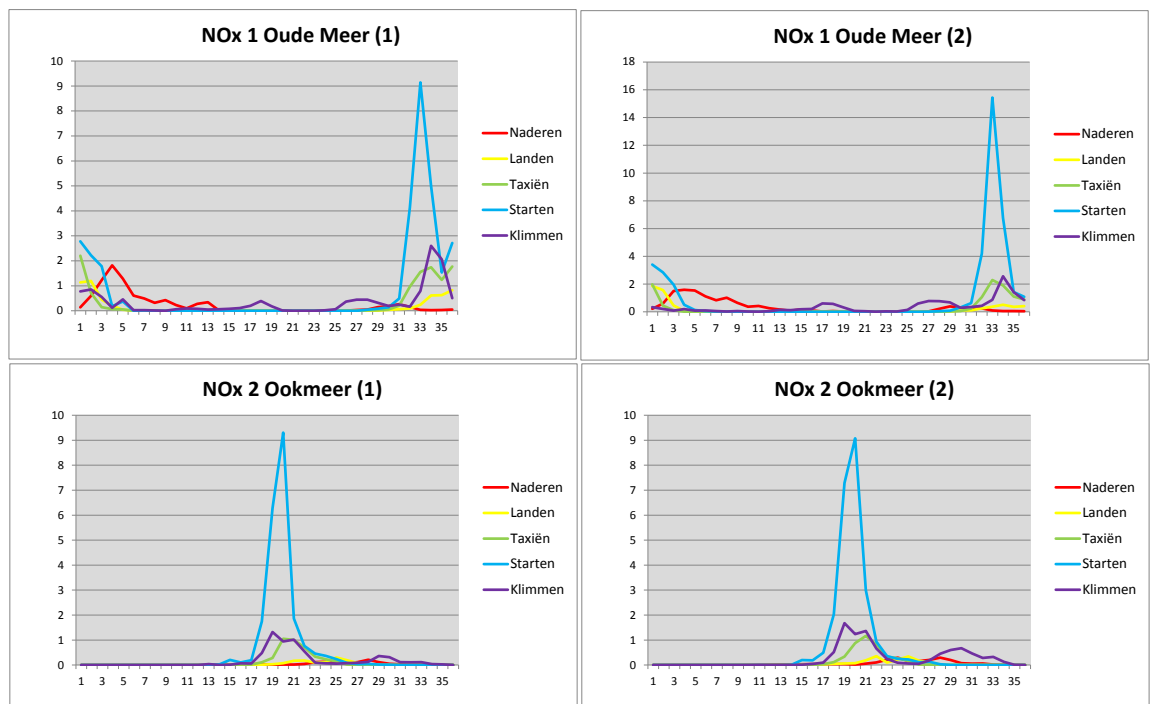 NOx 1 Oude Meer (1)
10
9
8
7
6
5
4
3
2
1
0
1 3 5 7 9 11 13 15 17 19 21 23 25 27 29 31 33 35
Naderen
Landen
Taxiën
Starten
Klimmen
NOx 1 Oude Meer (2)
18
16
14
12
10
8
6
4
2
0
1 3 5 7 9 11 13 15 17 19 21 23 25 27 29 31 33 35
Naderen
Landen
Taxiën
Starten
Klimmen
NOx 2 Ookmeer (1)
10
9
8
7
6
5
4
3
2
1
0
1 3 5 7 9 11 13 15 17 19 21 23 25 27 29 31 33 35
Naderen
Landen
Taxiën
Starten
Klimmen
NOx 2 Ookmeer (2)
10
9
8
7
6
5
4
3
2
1
0
1 3 5 7 9 11 13 15 17 19 21 23 25 27 29 31 33 35
Naderen
Landen
Taxiën
Starten
Klimmen